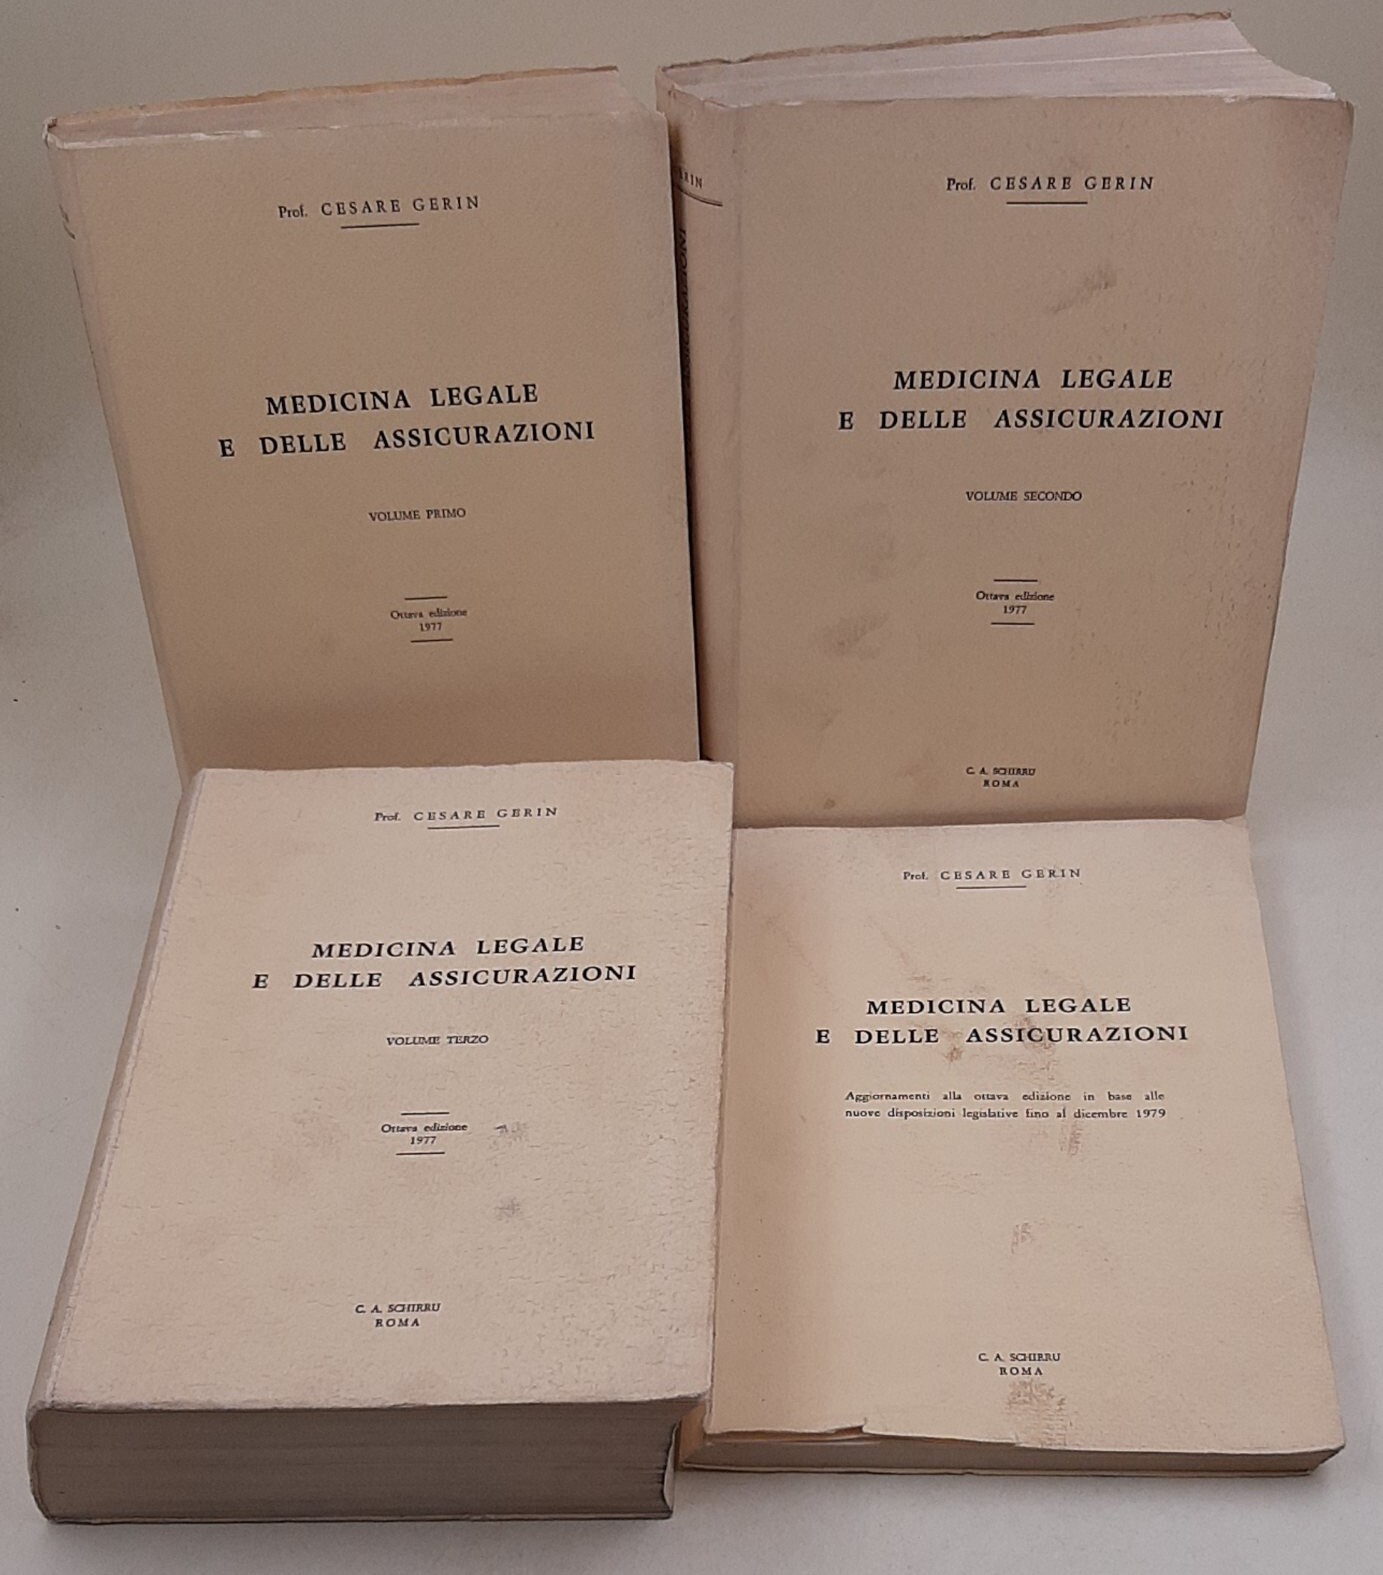 Prof. CESARE GERIN
MEDICINA LEGALE
E DELLE ASSICURAZIONI
VOLUME PRIMO
Ottava edizione
1977
Prof. CESARE GERIN
MEDICINA LEGALE
E DELLE ASSICURAZIONI
VOLUME SECONDO
Ottava edizione
1977
C. A. SCHIRRU
ROMA
Prof. CESARE GERIN
MEDICINA LEGALE
E DELLE ASSICURAZIONI
VOLUME TERZO
Ottava edizione
1977
C. A. SCHIRRU
ROMA
Prof. CESARE GERIN
MEDICINA LEGALE
E DELLE ASSICURAZIONI
Aggiornamenti alla ottava edizione in base alle
nuove disposizioni legislative fino al dicembre 1979
C. A. SCHIRRU
ROMA